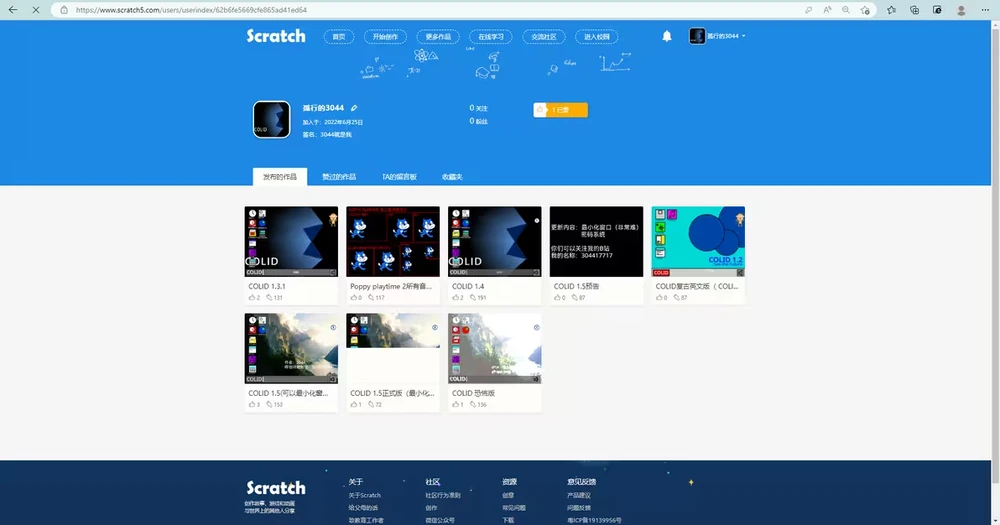 https://www.scratch5.com/users/userindex/62b6fe5669cfe865ad41ed64
Scratch
首页
开始创作
更多作品
在线学习
交流社区
进入校园
孤行的3044
孤行的3044
加入于: 2022年6月25日
签名: 3044就是我
0 关注
0 粉丝
发布的作品
赞过的作品
TA的留言板
收藏夹
COLID 1.3.1
2 131
Poppy playtime 2所有音...
0 117
COLID 1.4
2 191
更新内容：最小化窗口（非常难）
密码系统
你们可以关注我的B站
我的名称：304417717
COLID 1.5预告
0 87
COLID 1.2
COLID复古英文版（ COLI...
0 87
COLID 1.5(可以最小化窗...
3 153
COLID 1.5正式版（最小化...
1 72
COLID 恐怖版
1 136
Scratch
创作故事、游戏和动画
与世界上的其他人分享
关于
关于Scratch
给父母的话
致教育工作者
社区
社区行为准则
创作
微信公众号
资源
创意
常见问题
下载
意见反馈
产品建议
问题反馈
粤ICP备19139956号